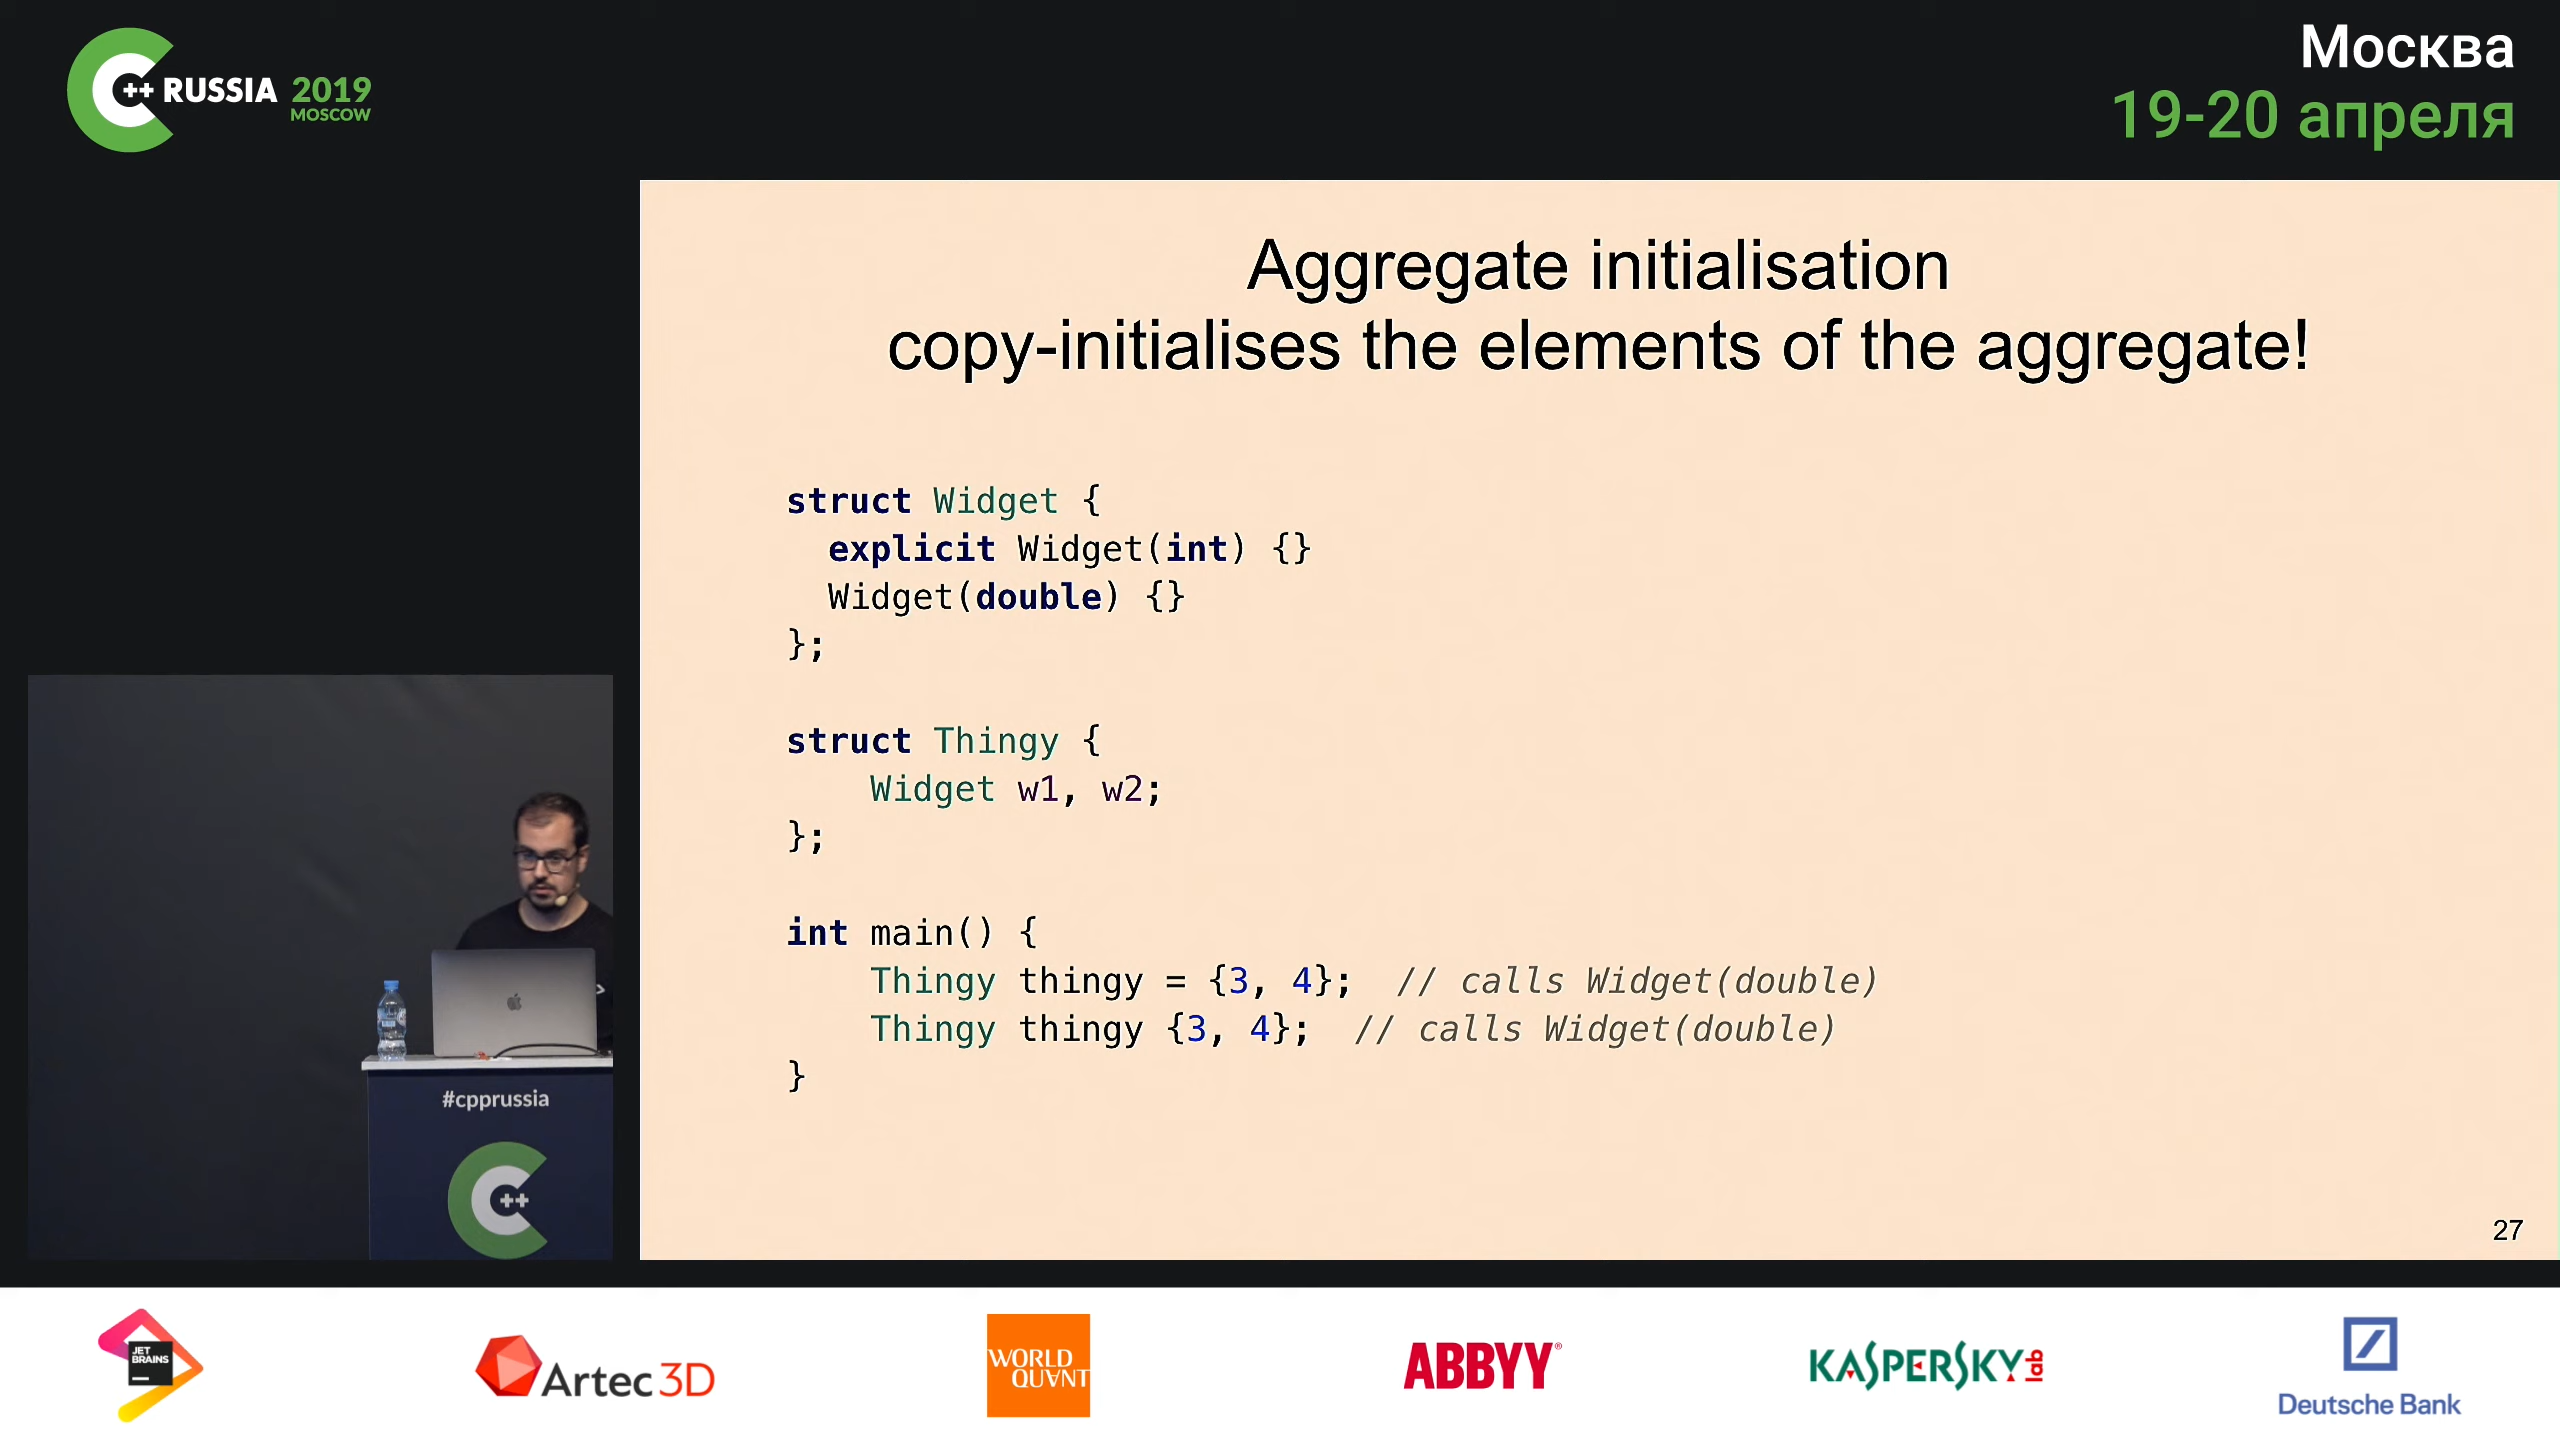 C++ RUSSIA 2019
MOSCOW
Москва
19-20 апреля
Aggregate initialisation
copy-initialises the elements of the aggregate!
struct Widget {
  explicit Widget(int) {}
  Widget(double) {}
};
struct Thingy {
    Widget w1, w2;
};
int main() {
    Thingy thingy = {3, 4};  // calls Widget(double)
    Thingy thingy {3, 4};  // calls Widget(double)
}
27
#cpprussia
C++
JET
BRAINS
Artec 3D
WORLD
QUANT
ABBYY®
KASPERSKY lab
Deutsche Bank